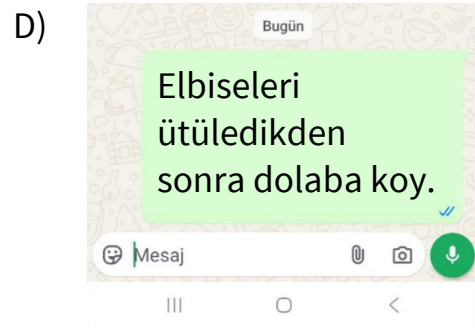 D)
Bugün
Elbiseleri
ütüledikden
sonra dolaba koy.
Mesaj